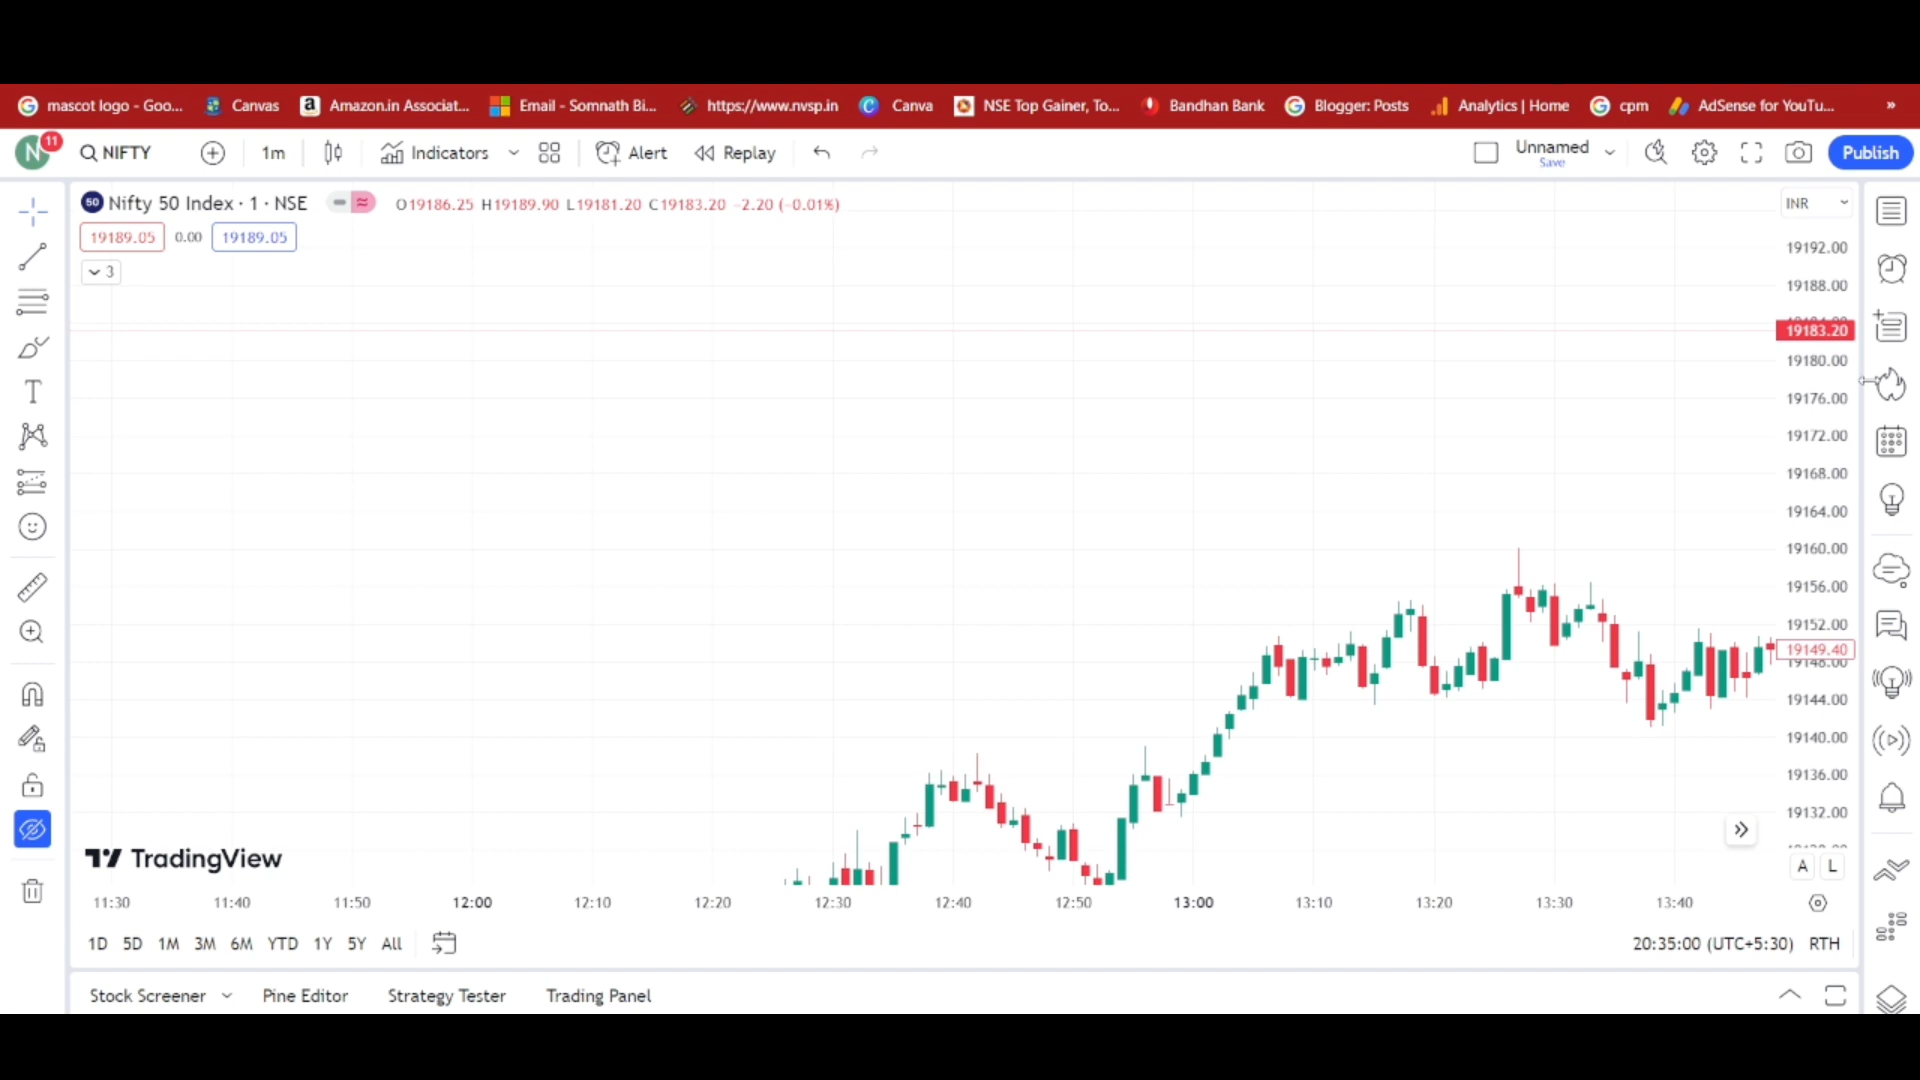 mascot logo - Goo... Canvas Amazon.in Associat... Email - Somnath Bi... https://www.nvsp.in Canva NSE Top Gainer, To... Bandhan Bank Blogger: Posts Analytics | Home cpm AdSense for YouTu... »
N 11 NIFTY 1m Indicators Alert Replay Unnamed Save Publish
50 Nifty 50 Index · 1 · NSE O19186.25 H19189.90 L19181.20 C19183.20 −2.20 (−0.01%) INR
19189.05 0.00 19189.05
3
19192.00
19188.00
19183.20
19180.00
19176.00
19172.00
19168.00
19164.00
19160.00
19156.00
19152.00
19149.40
19148.00
19144.00
19140.00
19136.00
19132.00
TradingView
A L
11:30 11:40 11:50 12:00 12:10 12:20 12:30 12:40 12:50 13:00 13:10 13:20 13:30 13:40
1D 5D 1M 3M 6M YTD 1Y 5Y All 20:35:00 (UTC+5:30) RTH
Stock Screener Pine Editor Strategy Tester Trading Panel